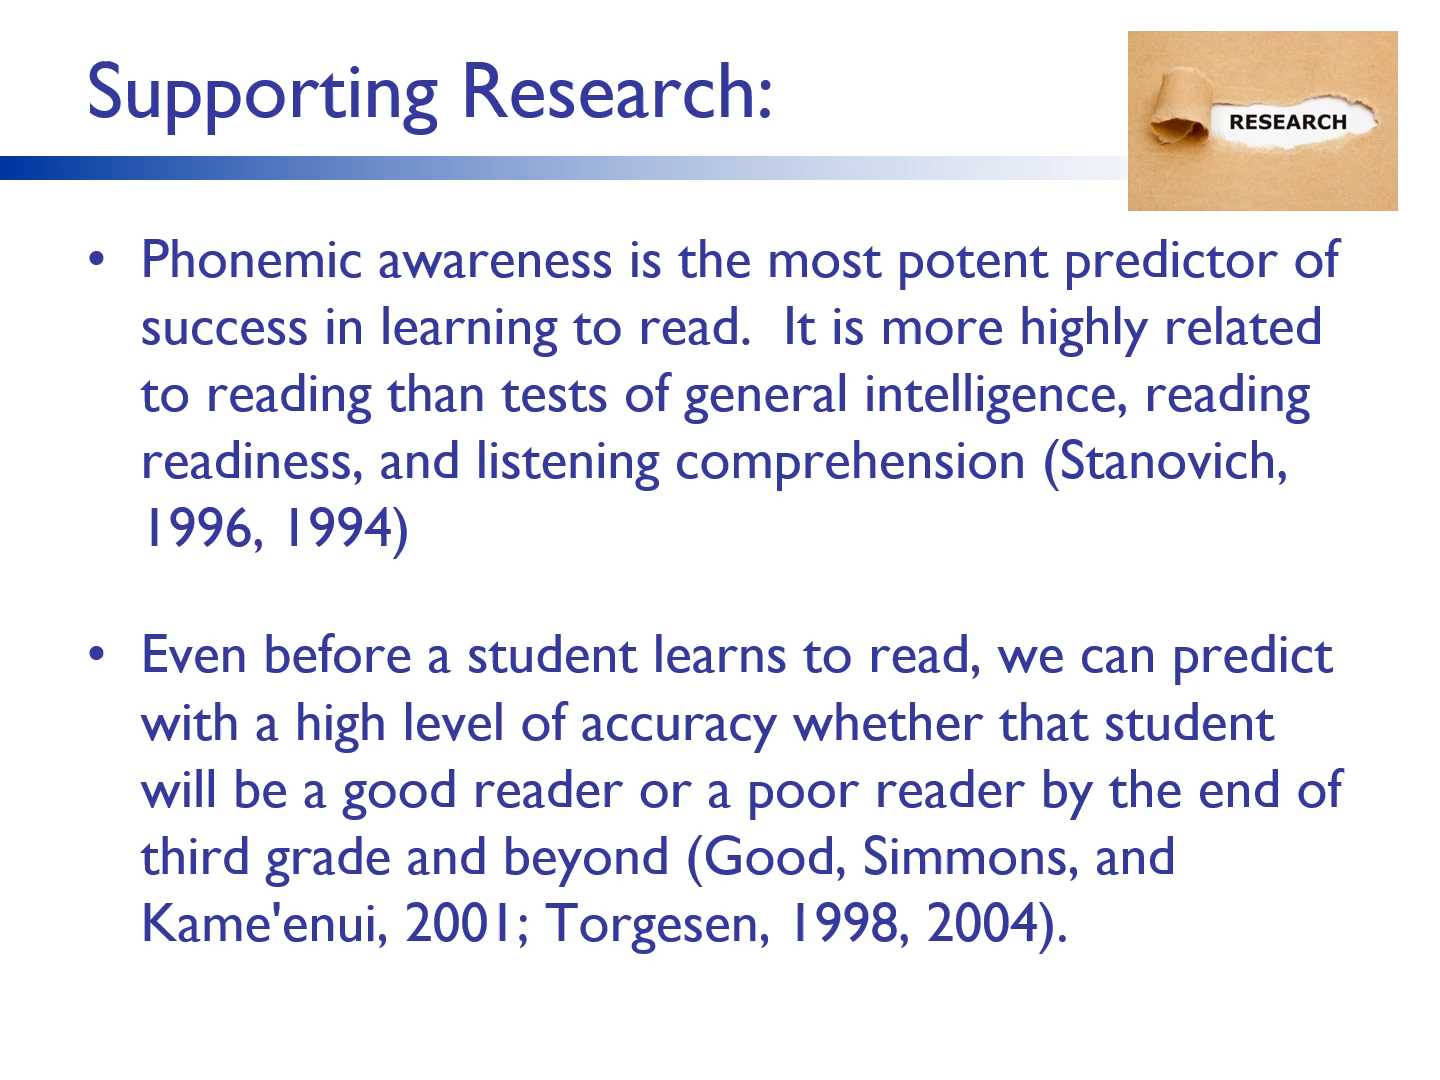 Supporting Research:
RESEARCH
• Phonemic awareness is the most potent predictor of
success in learning to read.  It is more highly related
to reading than tests of general intelligence, reading
readiness, and listening comprehension (Stanovich,
1996, 1994)
• Even before a student learns to read, we can predict
with a high level of accuracy whether that student
will be a good reader or a poor reader by the end of
third grade and beyond (Good, Simmons, and
Kame'enui, 2001; Torgesen, 1998, 2004).